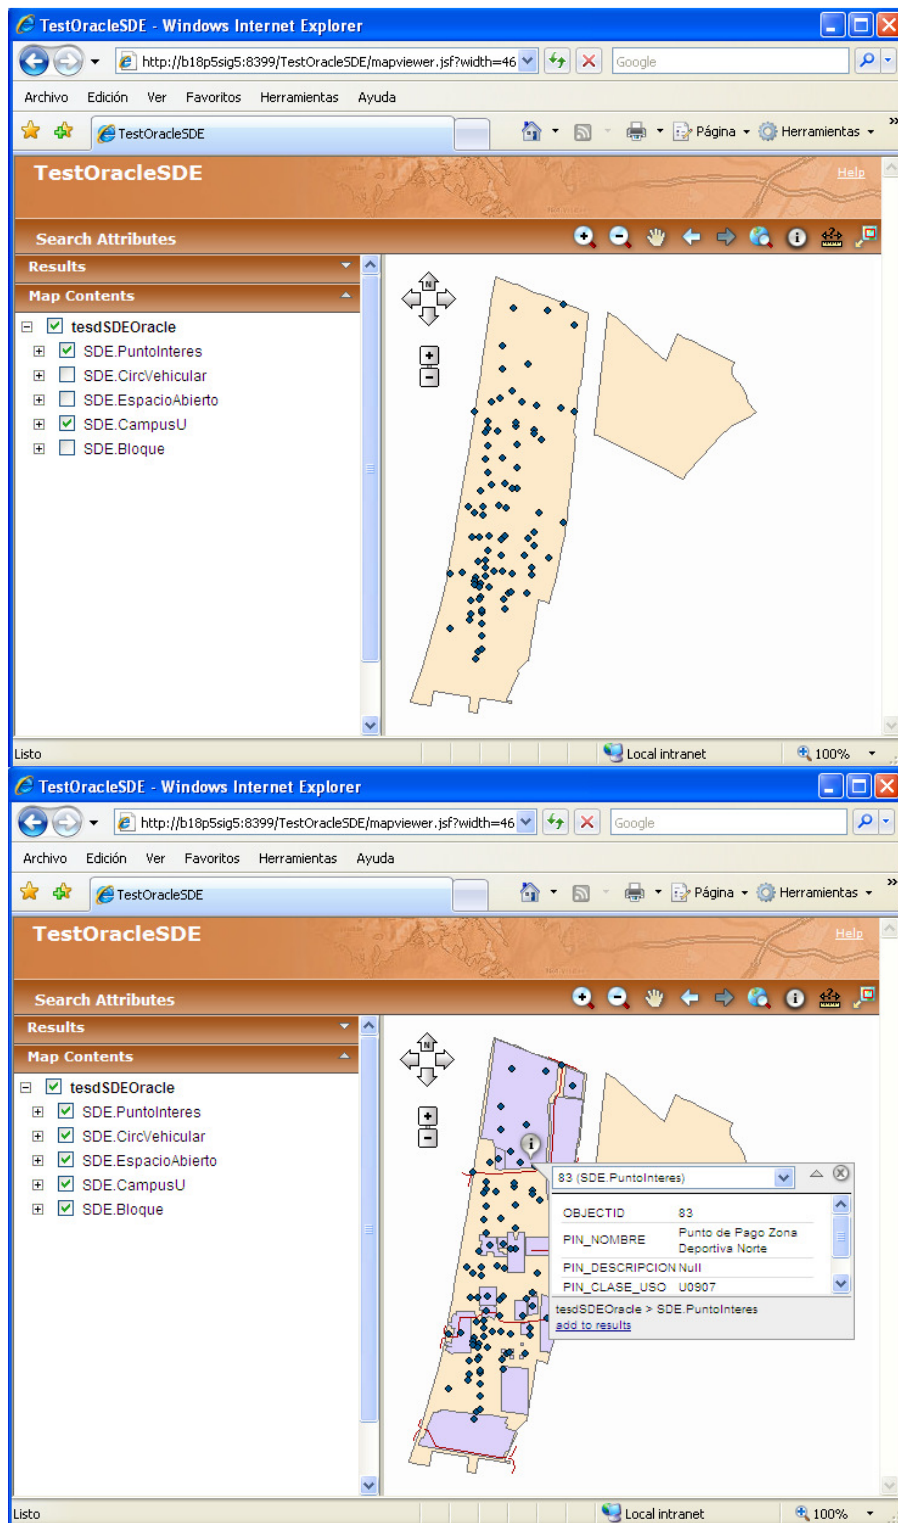 TestOracleSDE - Windows Internet Explorer
http://b18p5sig5:8399/TestOracleSDE/mapviewer.jsf?width=46
Google
Archivo Edición Ver Favoritos Herramientas Ayuda
TestOracleSDE
Página Herramientas »
TestOracleSDE
Help
Search Attributes
Results
Map Contents
N
tesdSDEOracle
SDE.PuntoInteres
SDE.CircVehicular
SDE.EspacioAbierto
SDE.CampusU
SDE.Bloque
Listo
Local intranet
100%
TestOracleSDE - Windows Internet Explorer
http://b18p5sig5:8399/TestOracleSDE/mapviewer.jsf?width=46
Google
Archivo Edición Ver Favoritos Herramientas Ayuda
TestOracleSDE
Página Herramientas »
TestOracleSDE
Help
Search Attributes
Results
Map Contents
N
tesdSDEOracle
SDE.PuntoInteres
SDE.CircVehicular
SDE.EspacioAbierto
SDE.CampusU
SDE.Bloque
83 (SDE.PuntoInteres)
OBJECTID 83
PIN_NOMBRE Punto de Pago Zona
Deportiva Norte
PIN_DESCRIPCION Null
PIN_CLASE_USO U0907
tesdSDEOracle > SDE.PuntoInteres
add to results
Listo
Local intranet
100%